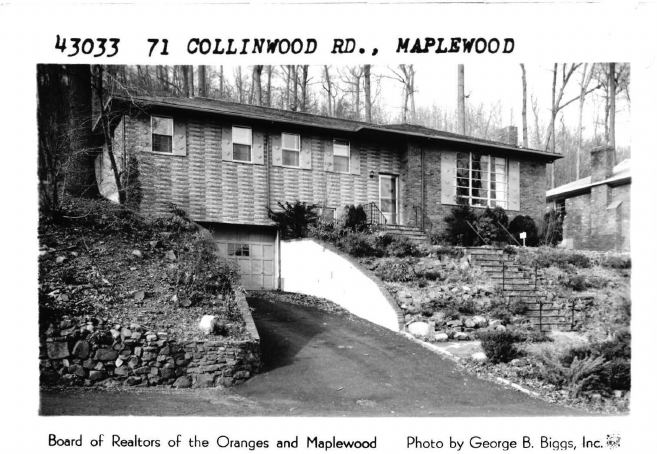 43033 71 COLLINWOOD RD., MAPLEWOOD
Board of Realtors of the Oranges and Maplewood Photo by George B. Biggs, Inc.